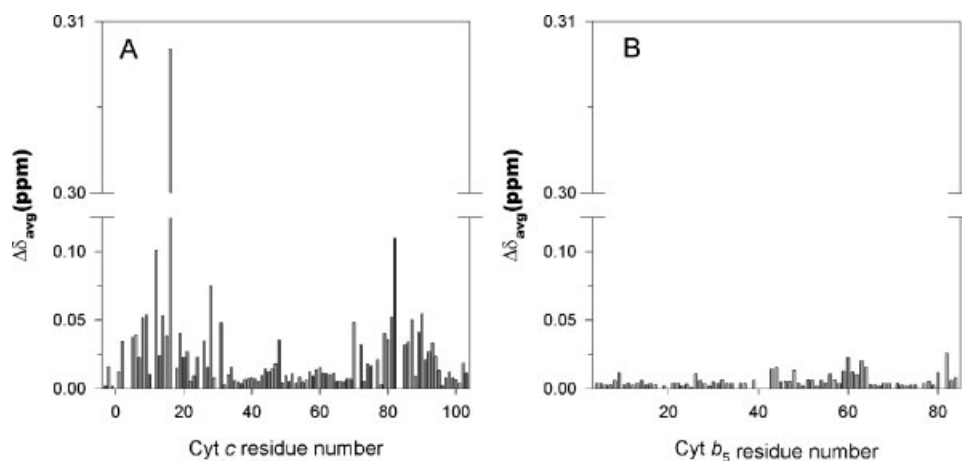 A
B
0.31
0.30
0.10
0.05
0.00
Δδavg(ppm)
0 20 40 60 80 100
Cyt c residue number
0.31
0.30
0.10
0.05
0.00
Δδavg(ppm)
20 40 60 80
Cyt b5 residue number